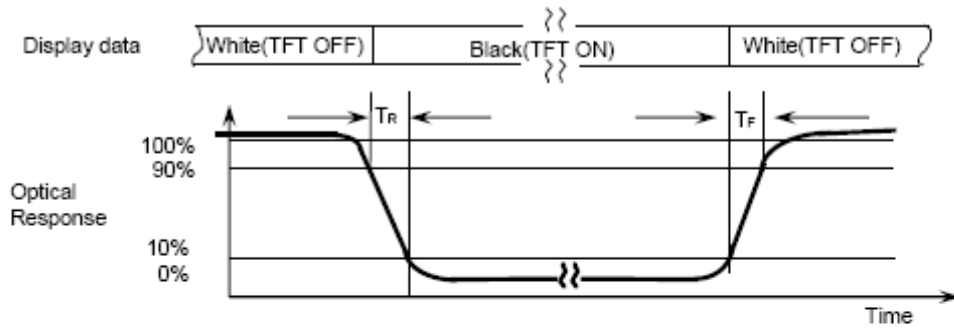 Display data White(TFT OFF) Black(TFT ON) White(TFT OFF)
TR TF
100%
90%
Optical
Response
10%
0%
Time